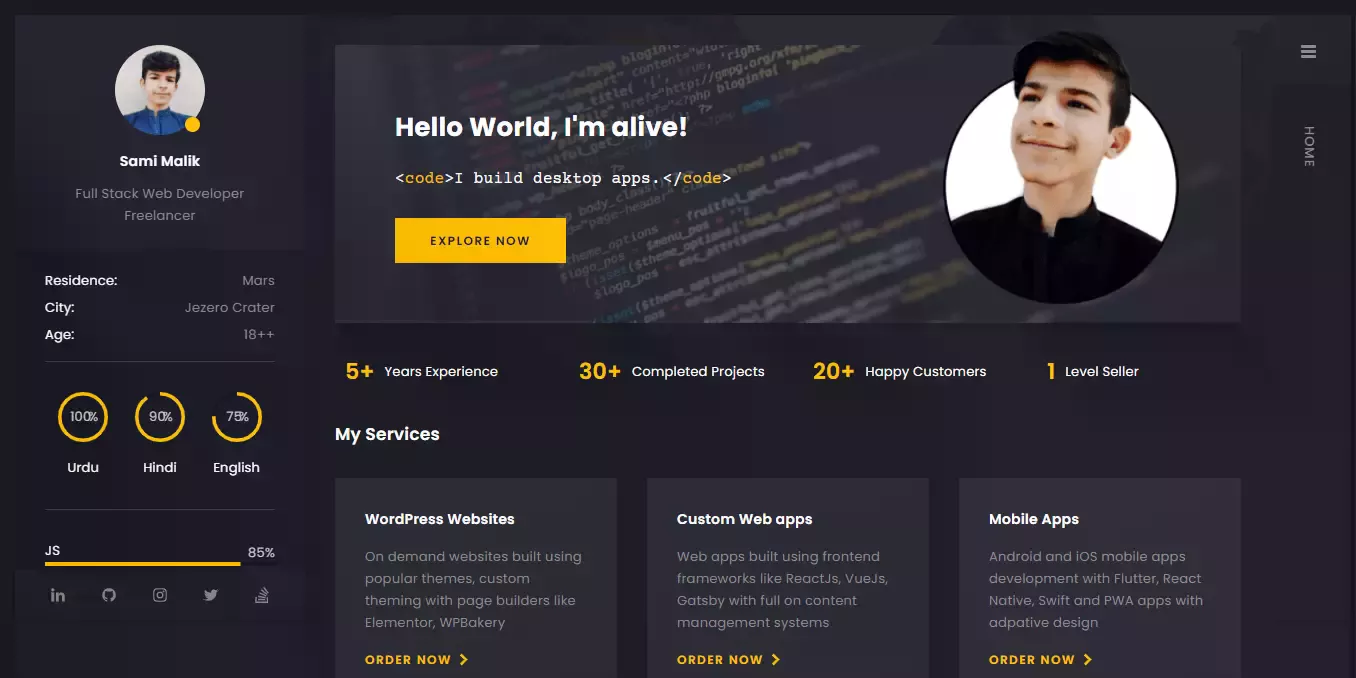 Sami Malik
Full Stack Web Developer
Freelancer
Residence: Mars
City: Jezero Crater
Age: 18++
100%
90%
75%
Urdu
Hindi
English
JS 85%
Hello World, I'm alive!
<code>I build desktop apps.</code>
EXPLORE NOW
5+ Years Experience
30+ Completed Projects
20+ Happy Customers
1 Level Seller
My Services
WordPress Websites
On demand websites built using
popular themes, custom
theming with page builders like
Elementor, WPBakery
ORDER NOW
Custom Web apps
Web apps built using frontend
frameworks like ReactJs, VueJs,
Gatsby with full on content
management systems
ORDER NOW
Mobile Apps
Android and iOS mobile apps
development with Flutter, React
Native, Swift and PWA apps with
adpative design
ORDER NOW
HOME